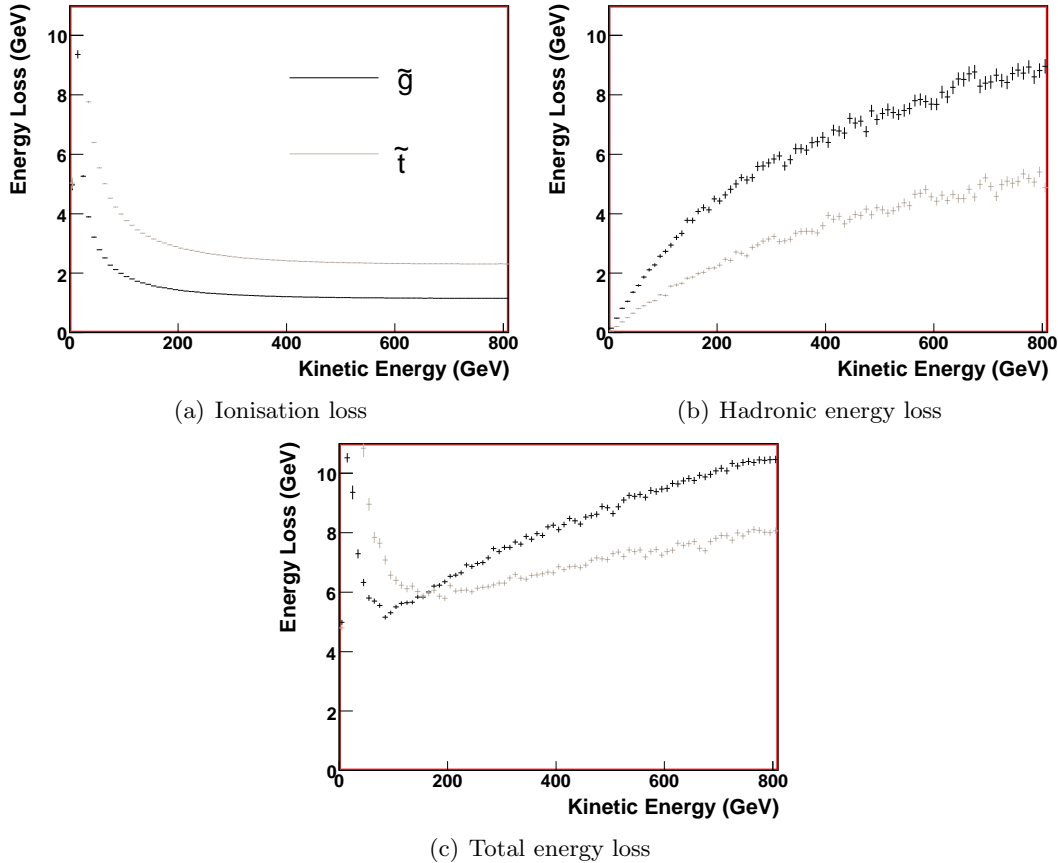 Energy Loss (GeV)
10
8
6
4
2
0
0 200 400 600 800
Kinetic Energy (GeV)
g̃
t̃
(a) Ionisation loss
Energy Loss (GeV)
10
8
6
4
2
0
0 200 400 600 800
Kinetic Energy (GeV)
(b) Hadronic energy loss
Energy Loss (GeV)
10
8
6
4
2
0
0 200 400 600 800
Kinetic Energy (GeV)
(c) Total energy loss